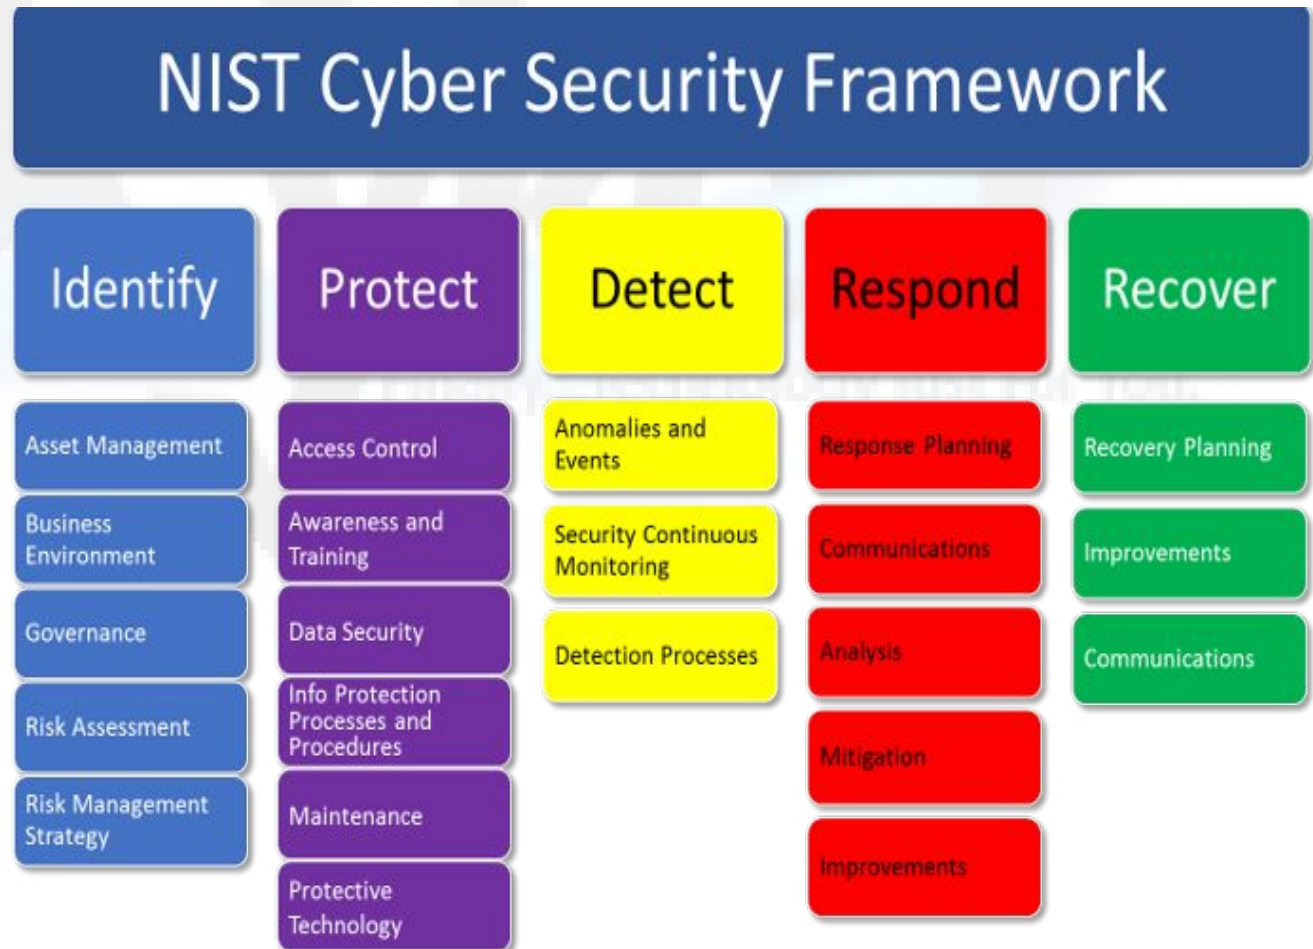 NIST Cyber Security Framework
Identify
Protect
Detect
Respond
Recover
Asset Management
Business
Environment
Governance
Risk Assessment
Risk Management
Strategy
Access Control
Awareness and
Training
Data Security
Info Protection
Processes and
Procedures
Maintenance
Protective
Technology
Anomalies and
Events
Security Continuous
Monitoring
Detection Processes
Response Planning
Communications
Analysis
Mitigation
Improvements
Recovery Planning
Improvements
Communications